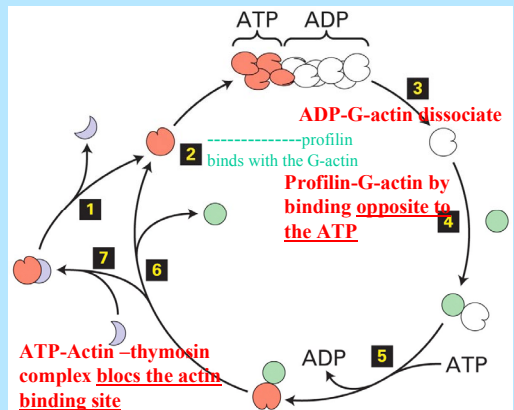 ATP ADP
3
ADP-G-actin dissociate
2 --------------profilin
binds with the G-actin
Profilin-G-actin by
binding opposite to
the ATP
1
4
7
6
ATP-Actin –thymosin
complex blocs the actin
binding site
ADP
5
ATP